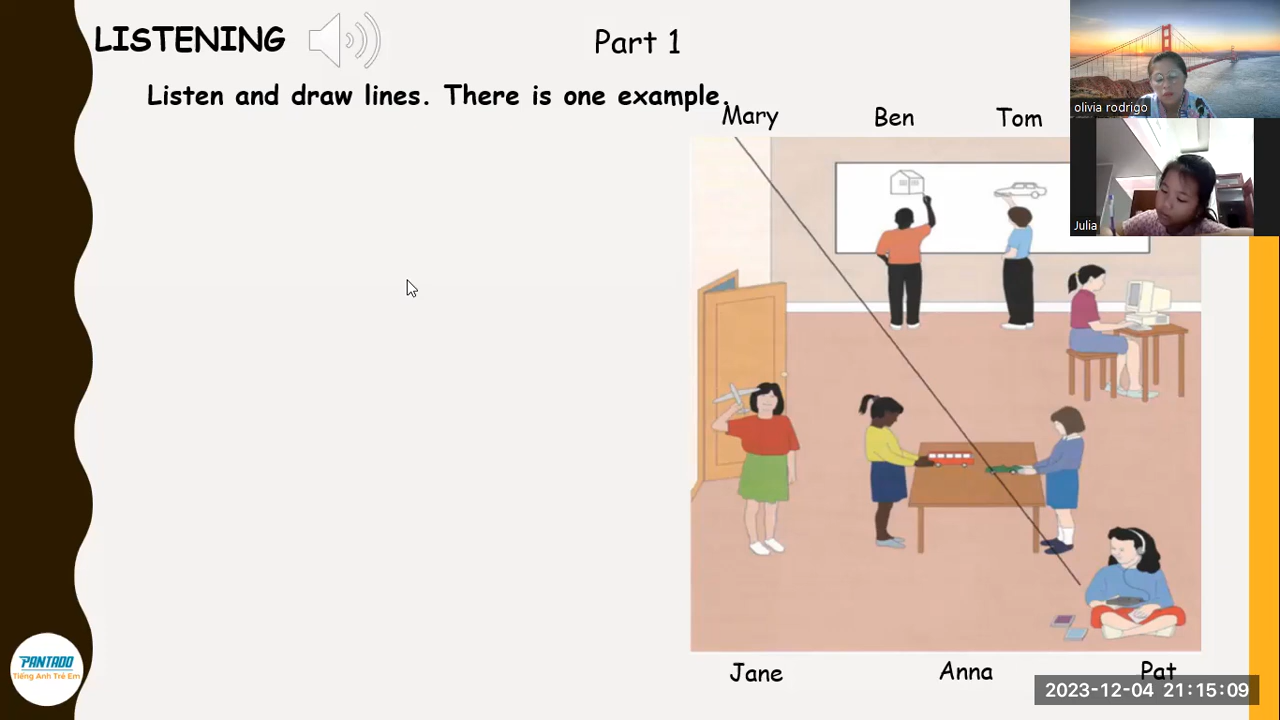 LISTENING
Part 1
Listen and draw lines. There is one example.
Mary Ben Tom
olivia rodrigo
Julia
Jane Anna Pat
PANTADO
Tiếng Anh Trẻ Em
2023-12-04 21:15:09